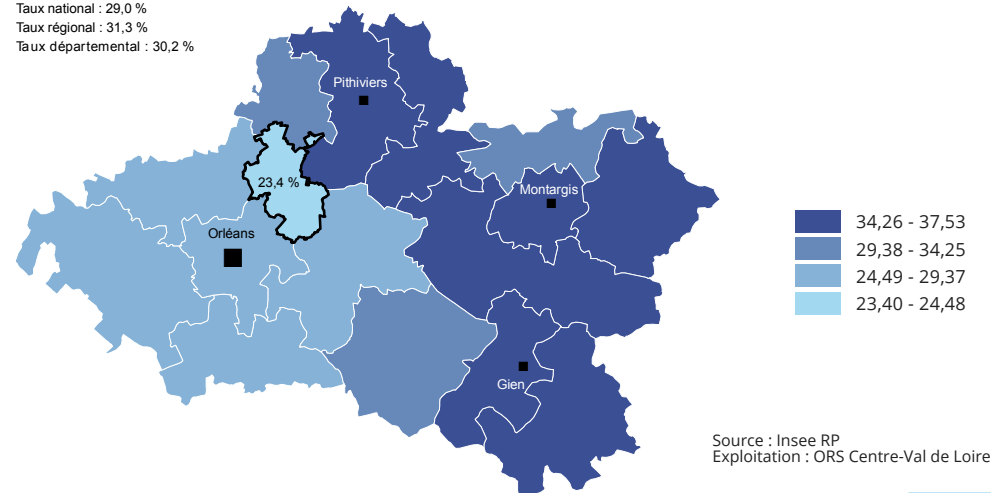 Taux national : 29,0 %
Taux régional : 31,3 %
Taux départemental : 30,2 %
Pithiviers
23,4 %
Montargis
Orléans
Gien
34,26 - 37,53
29,38 - 34,25
24,49 - 29,37
23,40 - 24,48
Source : Insee RP
Exploitation : ORS Centre-Val de Loire